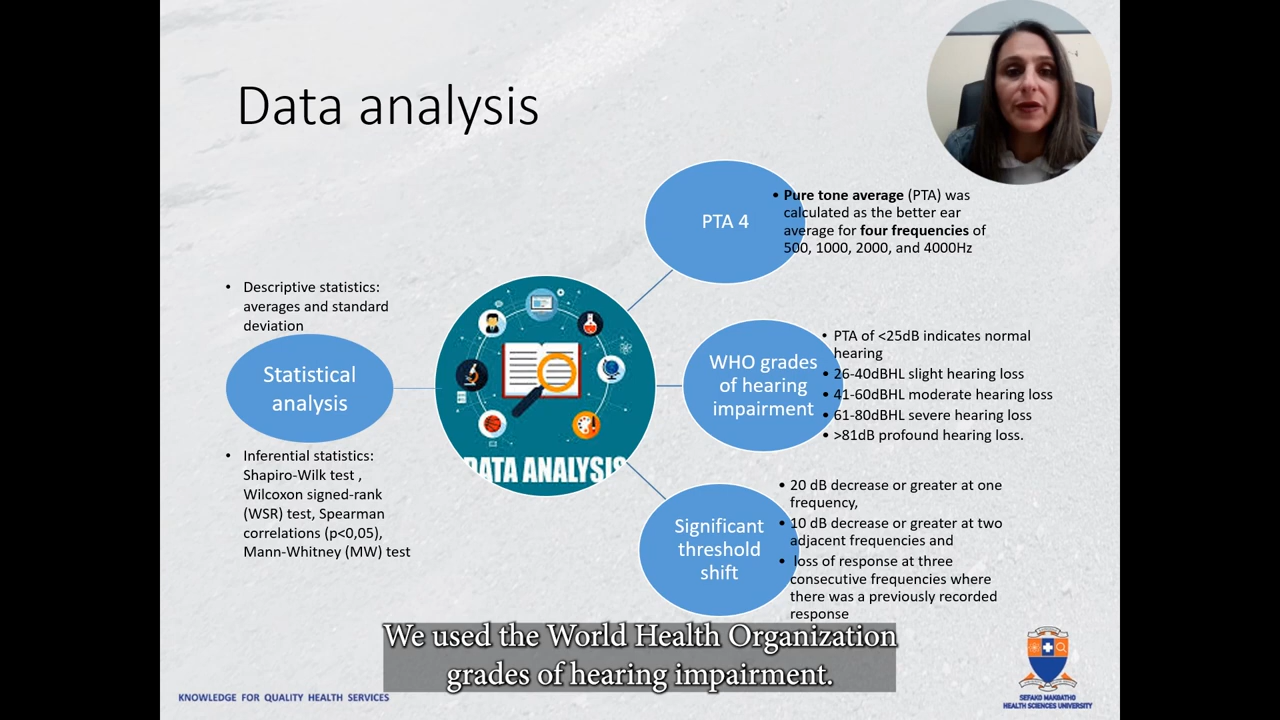 Data analysis
PTA 4
• Pure tone average (PTA) was
calculated as the better ear
average for four frequencies of
500, 1000, 2000, and 4000Hz
• Descriptive statistics:
averages and standard
deviation
Statistical
analysis
• Inferential statistics:
Shapiro-Wilk test ,
Wilcoxon signed-rank
(WSR) test, Spearman
correlations (p<0,05),
Mann-Whitney (MW) test
DATA ANALYSIS
WHO grades
of hearing
impairment
• PTA of <25dB indicates normal
hearing
• 26-40dBHL slight hearing loss
• 41-60dBHL moderate hearing loss
• 61-80dBHL severe hearing loss
• >81dB profound hearing loss.
Significant
threshold
shift
• 20 dB decrease or greater at one
frequency,
• 10 dB decrease or greater at two
adjacent frequencies and
• loss of response at three
consecutive frequencies where
there was a previously recorded
response
We used the World Health Organization
grades of hearing impairment.
KNOWLEDGE FOR QUALITY HEALTH SERVICES
SEFAKO MAKGATHO
HEALTH SCIENCES UNIVERSITY